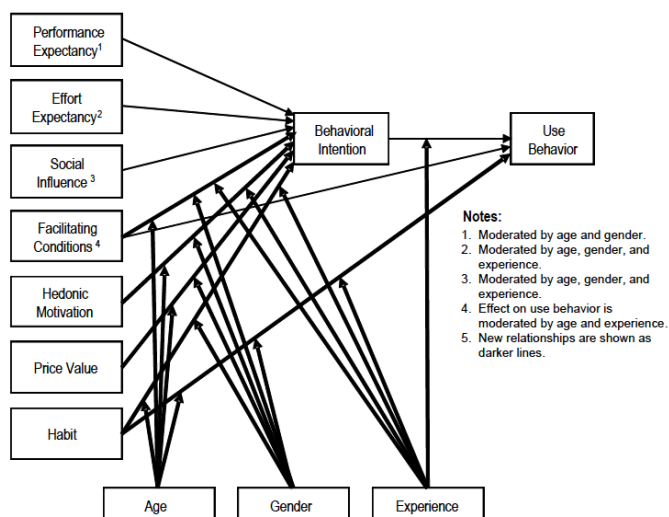 Performance
Expectancy1
Effort
Expectancy2
Social
Influence 3
Facilitating
Conditions 4
Hedonic
Motivation
Price Value
Habit
Behavioral
Intention
Use
Behavior
Notes:
1. Moderated by age and gender.
2. Moderated by age, gender, and
experience.
3. Moderated by age, gender, and
experience.
4. Effect on use behavior is
moderated by age and experience.
5. New relationships are shown as
darker lines.
Age
Gender
Experience